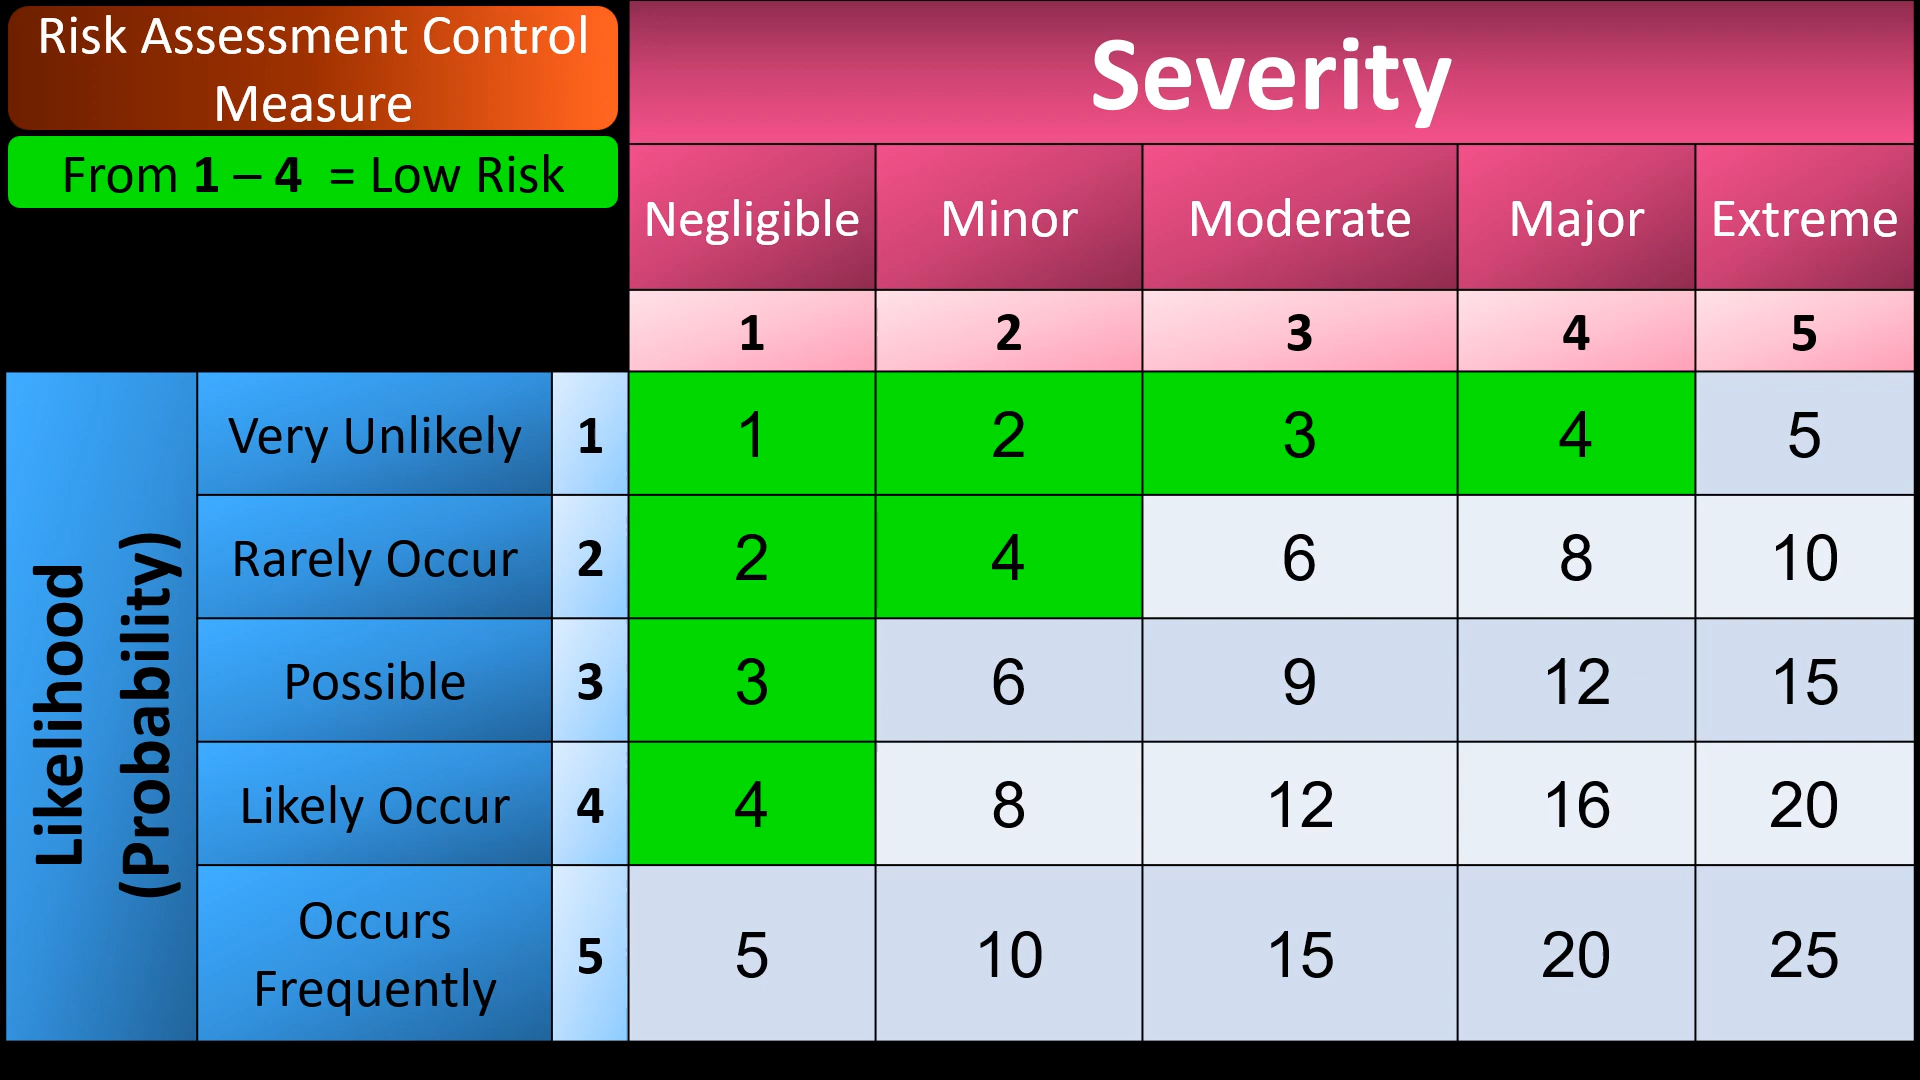 Risk Assessment Control
Measure
From 1 – 4 = Low Risk
Severity
Negligible Minor Moderate Major Extreme
1 2 3 4 5
Likelihood
(Probability)
Very Unlikely 1 1 2 3 4 5
Rarely Occur 2 2 4 6 8 10
Possible 3 3 6 9 12 15
Likely Occur 4 4 8 12 16 20
Occurs
Frequently 5 5 10 15 20 25